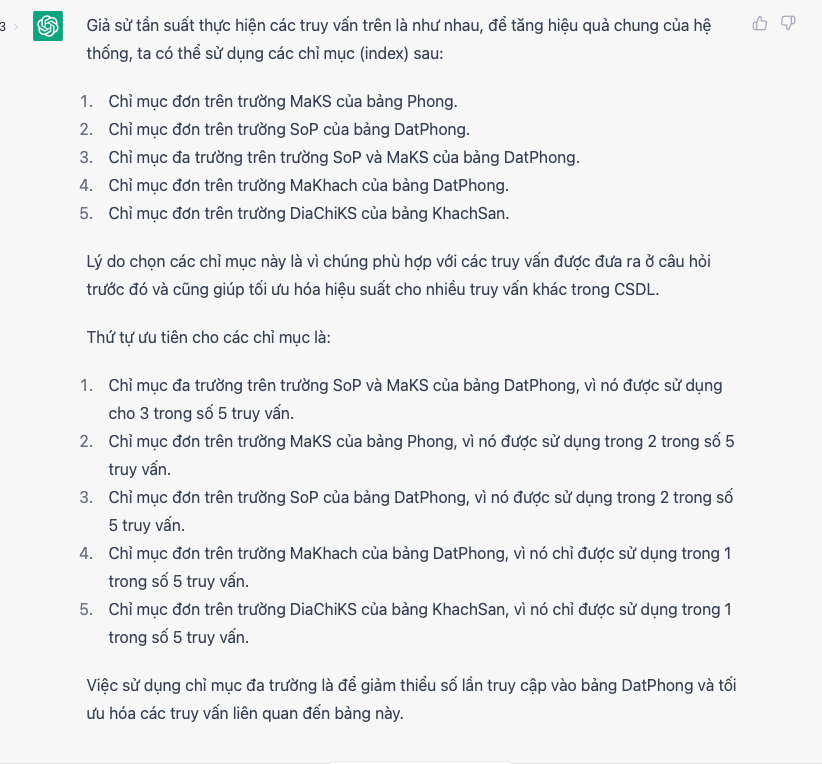 3
Giả sử tần suất thực hiện các truy vấn trên là như nhau, để tăng hiệu quả chung của hệ
thống, ta có thể sử dụng các chỉ mục (index) sau:
1. Chỉ mục đơn trên trường MaKS của bảng Phong.
2. Chỉ mục đơn trên trường SoP của bảng DatPhong.
3. Chỉ mục đa trường trên trường SoP và MaKS của bảng DatPhong.
4. Chỉ mục đơn trên trường MaKhach của bảng DatPhong.
5. Chỉ mục đơn trên trường DiaChiKS của bảng KhachSan.
Lý do chọn các chỉ mục này là vì chúng phù hợp với các truy vấn được đưa ra ở câu hỏi
trước đó và cũng giúp tối ưu hóa hiệu suất cho nhiều truy vấn khác trong CSDL.
Thứ tự ưu tiên cho các chỉ mục là:
1. Chỉ mục đa trường trên trường SoP và MaKS của bảng DatPhong, vì nó được sử dụng
cho 3 trong số 5 truy vấn.
2. Chỉ mục đơn trên trường MaKS của bảng Phong, vì nó được sử dụng trong 2 trong số 5
truy vấn.
3. Chỉ mục đơn trên trường SoP của bảng DatPhong, vì nó được sử dụng trong 2 trong số
5 truy vấn.
4. Chỉ mục đơn trên trường MaKhach của bảng DatPhong, vì nó chỉ được sử dụng trong 1
trong số 5 truy vấn.
5. Chỉ mục đơn trên trường DiaChiKS của bảng KhachSan, vì nó chỉ được sử dụng trong 1
trong số 5 truy vấn.
Việc sử dụng chỉ mục đa trường là để giảm thiểu số lần truy cập vào bảng DatPhong và tối
ưu hóa các truy vấn liên quan đến bảng này.